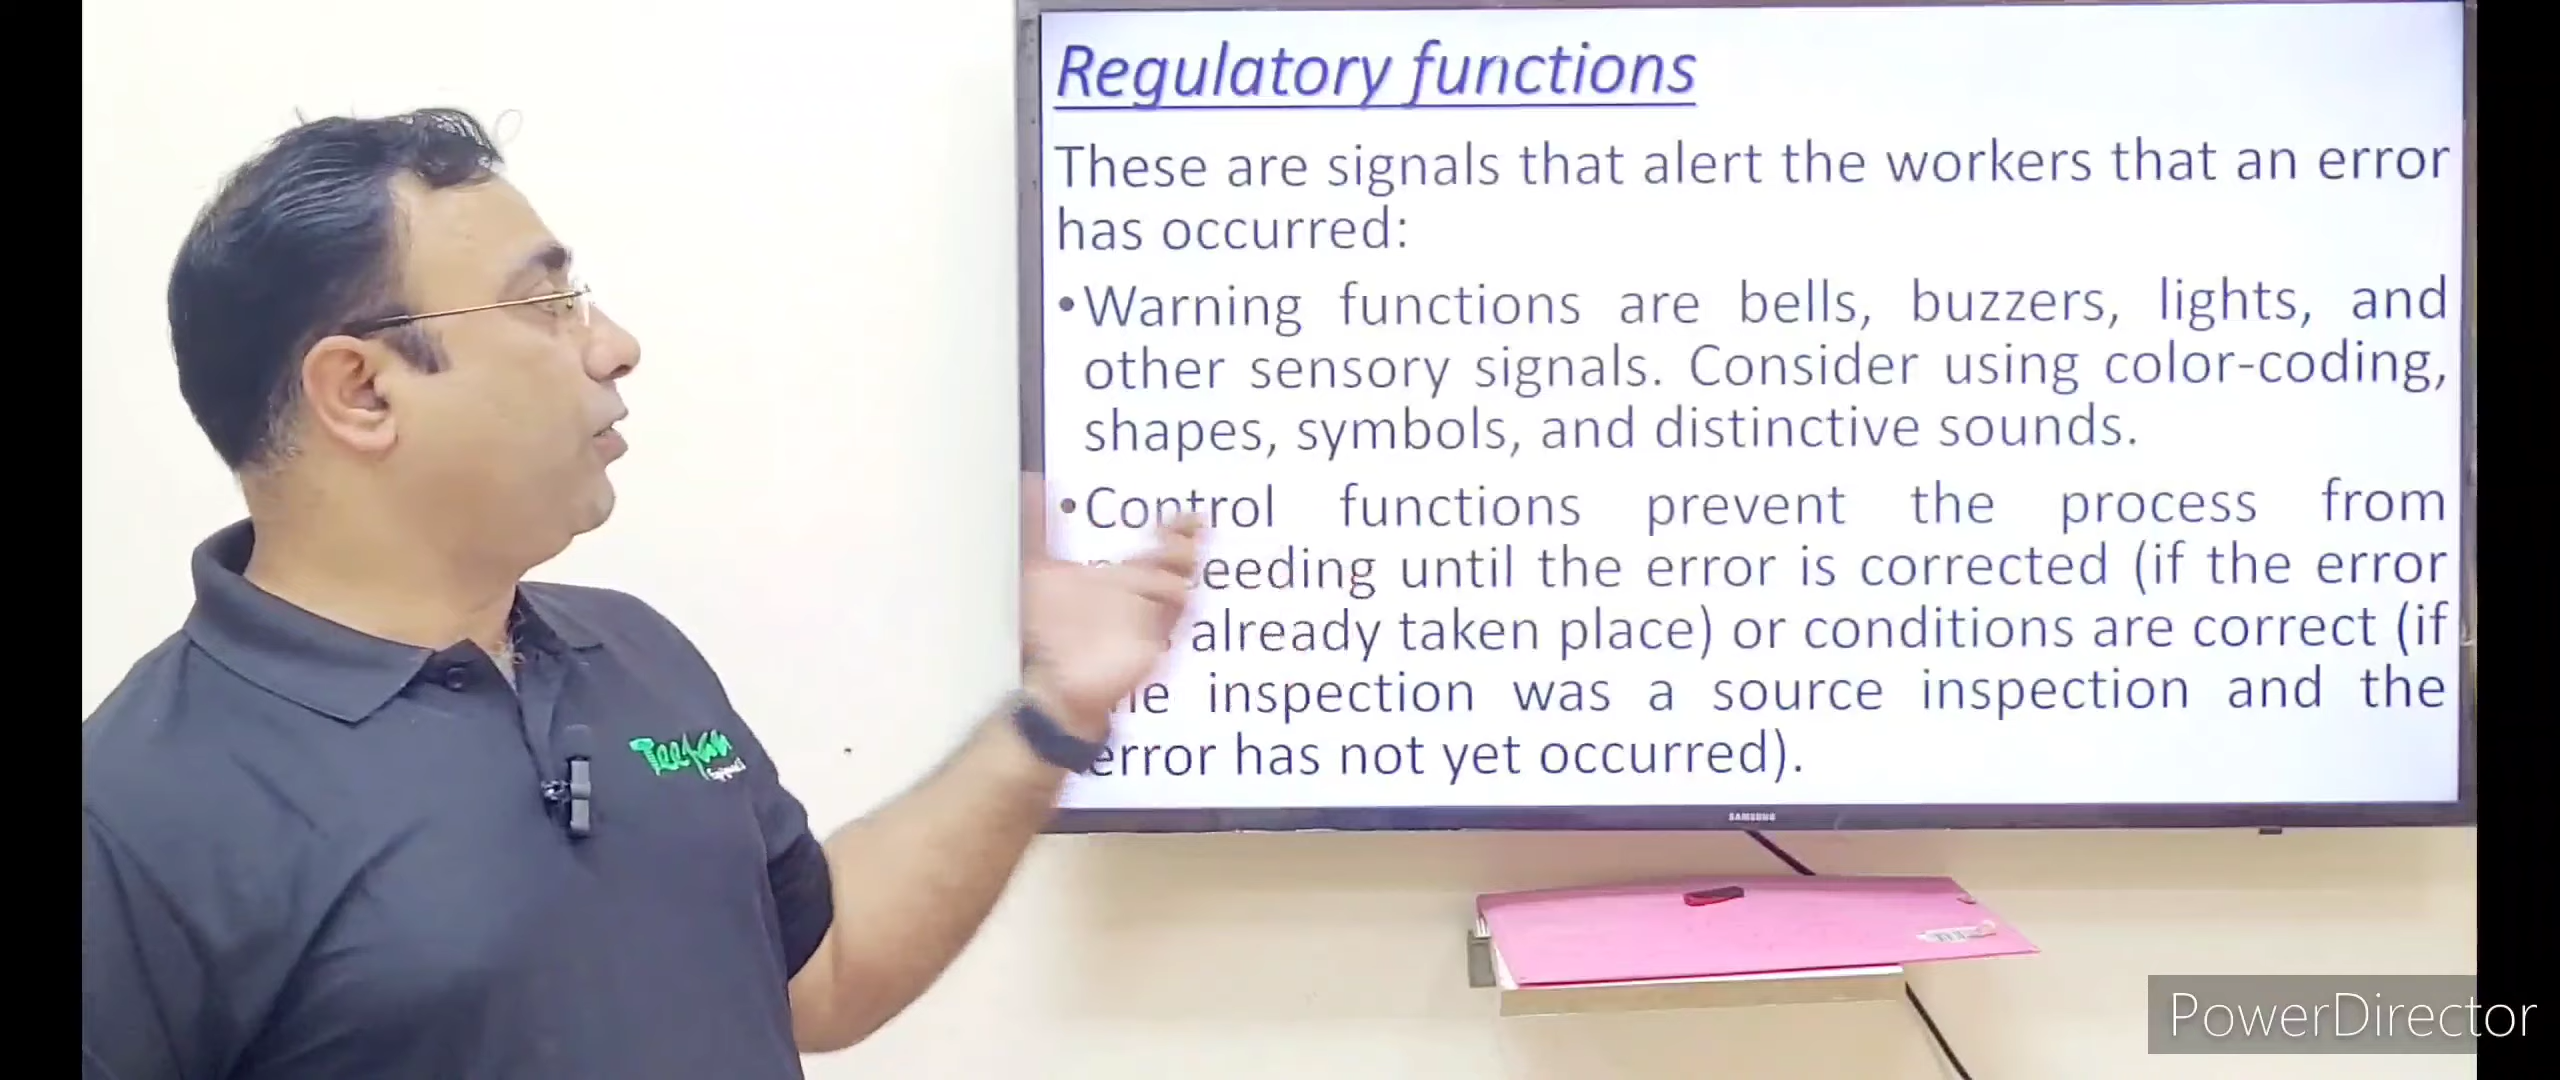 Regulatory functions
These are signals that alert the workers that an error
has occurred:
•Warning functions are bells, buzzers, lights, and
other sensory signals. Consider using color-coding,
shapes, symbols, and distinctive sounds.
•Control functions prevent the process from
eeding until the error is corrected (if the error
already taken place) or conditions are correct (if
inspection was a source inspection and the
error has not yet occurred).
SAMSUNG
PowerDirector